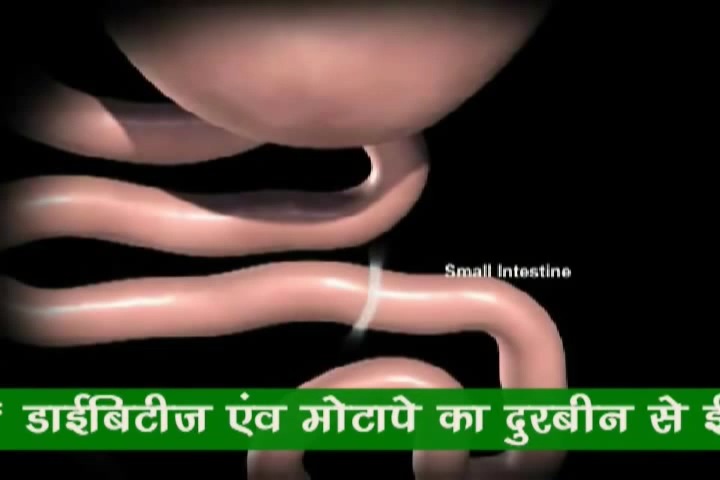 Small Intestine
डाईबिटीज एंव मोटापे का दुरबीन से